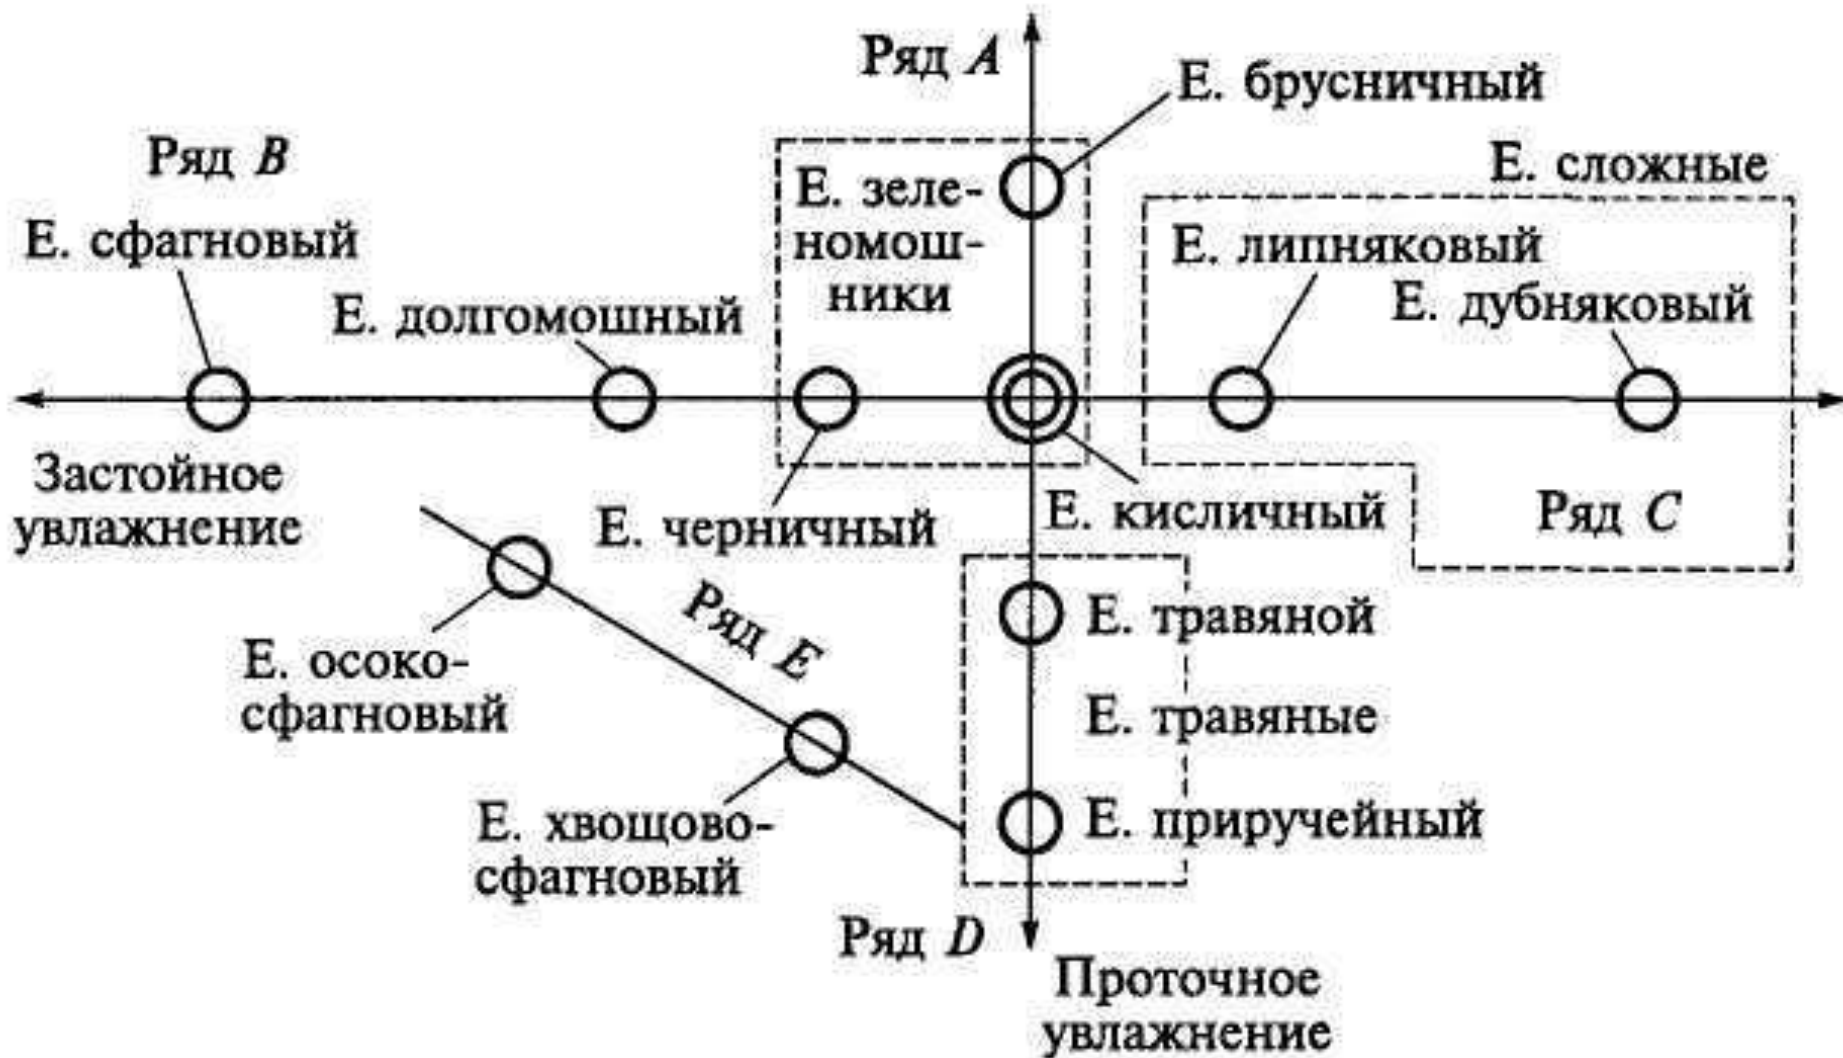 Ряд A
Е. брусничный
Ряд B
Е. сложные
Е. зеле-
номош-
ники
Е. сфагновый
Е. липняковый
Е. долгомошный
Е. дубняковый
Застойное
увлажнение
Е. черничный
Е. кисличный
Ряд C
Ряд E
Е. травяной
Е. осоко-
сфагновый
Е. травяные
Е. хвощово-
сфагновый
Е. приручейный
Ряд D
Проточное
увлажнение